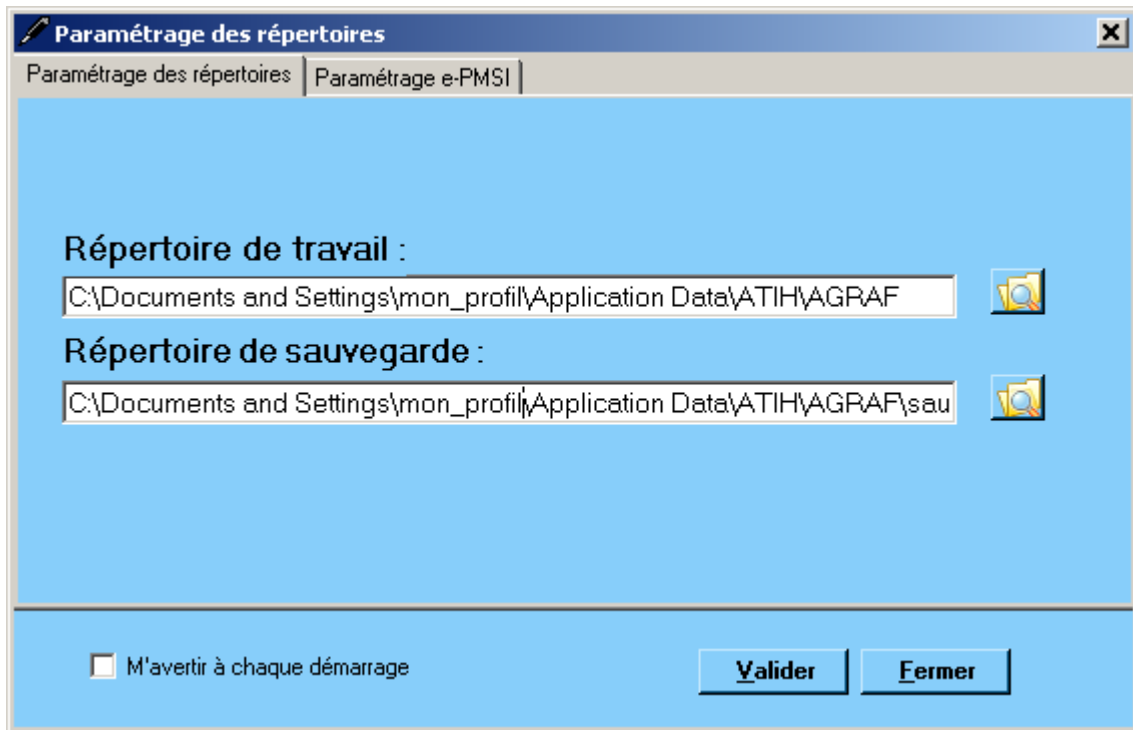 Paramétrage des répertoires
Paramétrage des répertoires Paramétrage e-PMSI
Répertoire de travail :
C:\Documents and Settings\mon_profil\Application Data\ATIH\AGRAF
Répertoire de sauvegarde :
C:\Documents and Settings\mon_profil\Application Data\ATIH\AGRAF\sau
M'avertir à chaque démarrage Valider Fermer